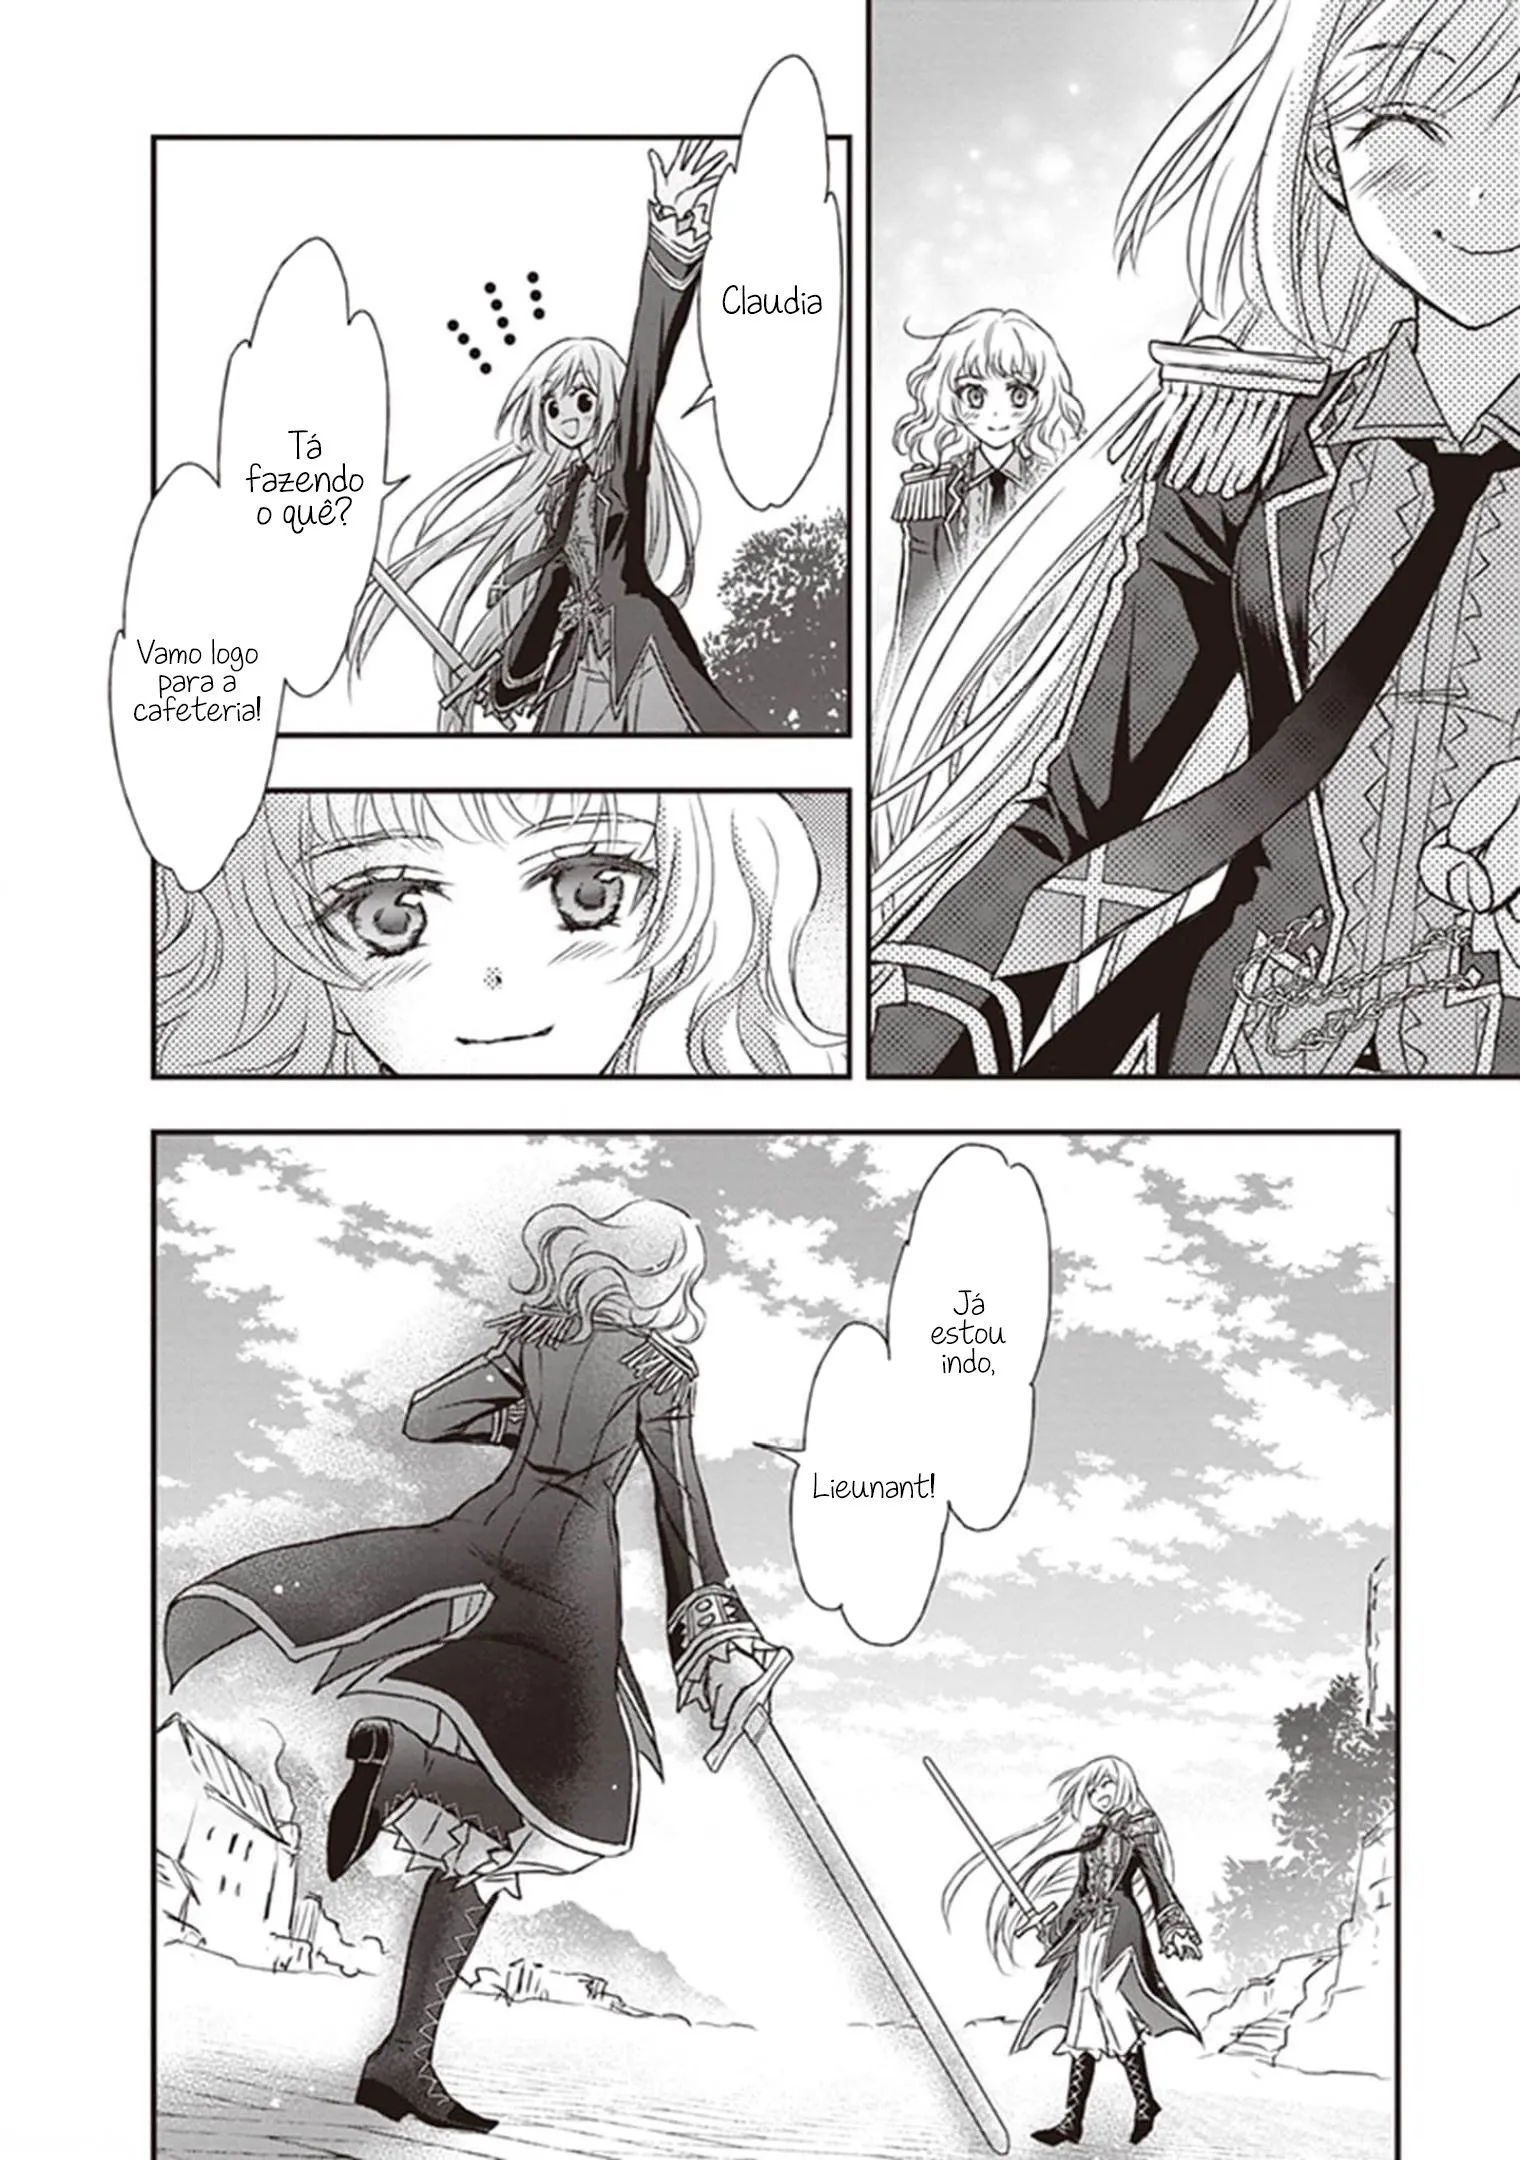 Claudia
Tá
fazendo
o quê?
Vamo logo
para a
cafeteria!
Já
estou
indo,
Lieunant!